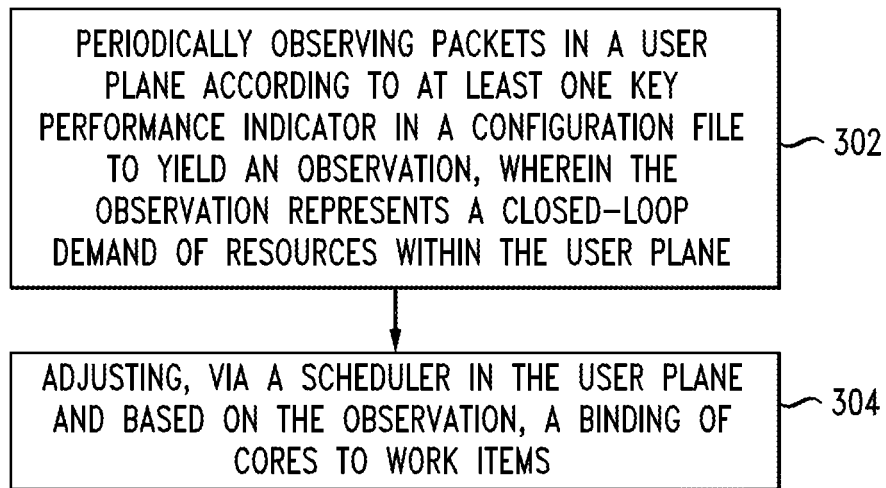 PERIODICALLY OBSERVING PACKETS IN A USER
PLANE ACCORDING TO AT LEAST ONE KEY
PERFORMANCE INDICATOR IN A CONFIGURATION FILE
TO YIELD AN OBSERVATION, WHEREIN THE
OBSERVATION REPRESENTS A CLOSED-LOOP
DEMAND OF RESOURCES WITHIN THE USER PLANE
302
ADJUSTING, VIA A SCHEDULER IN THE USER PLANE
AND BASED ON THE OBSERVATION, A BINDING OF
CORES TO WORK ITEMS
304